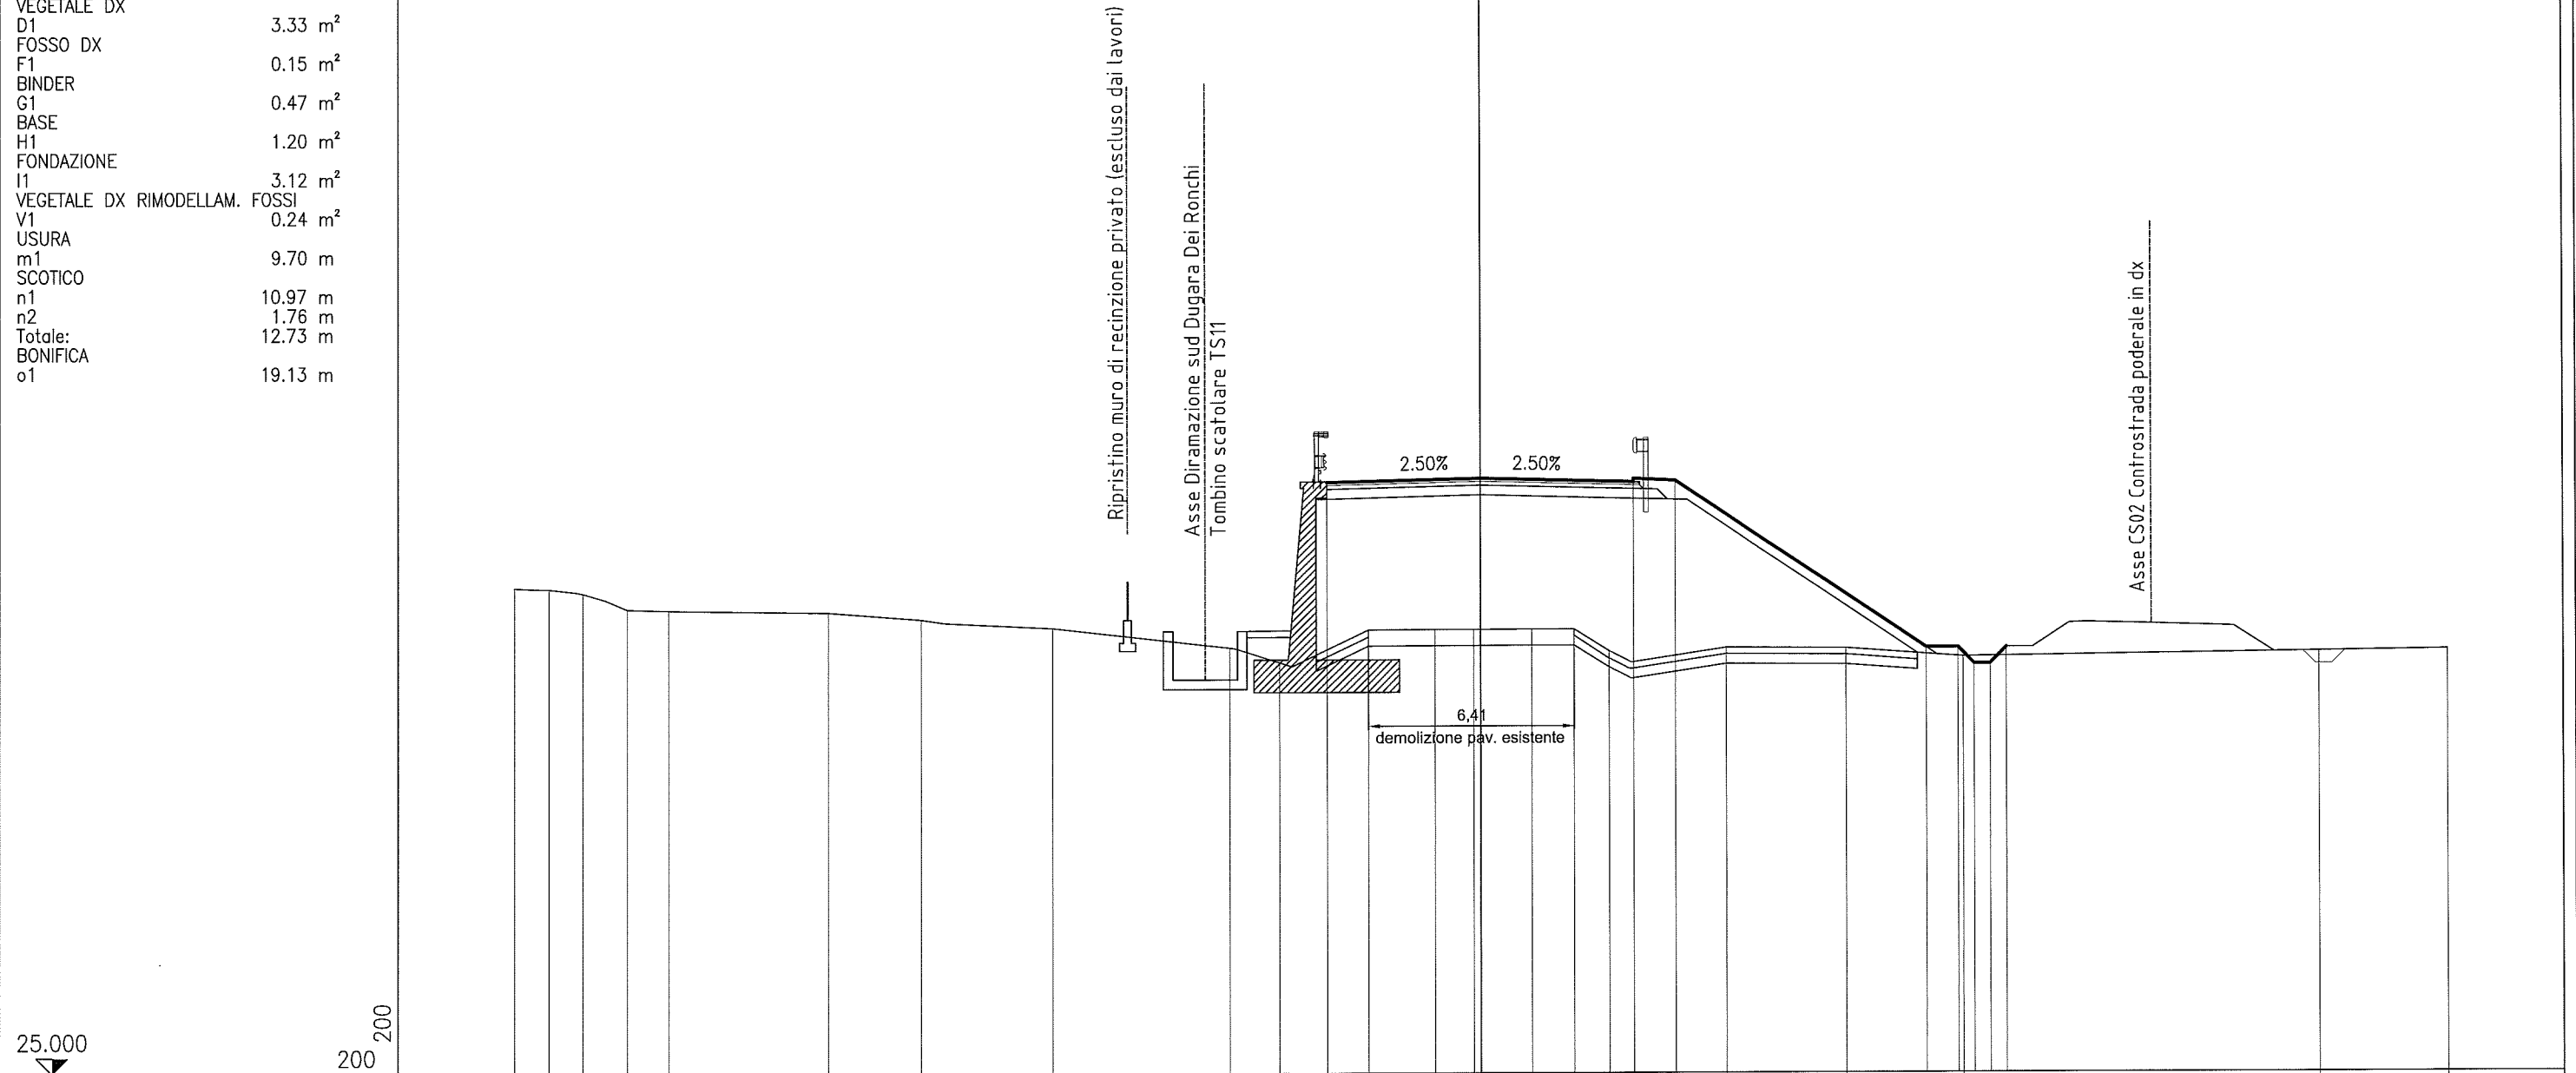 VEGETALE DX
D1 3.33 m²
FOSSO DX
F1 0.15 m²
BINDER
G1 0.47 m²
BASE
H1 1.20 m²
FONDAZIONE
I1 3.12 m²
VEGETALE DX RIMODELLAM. FOSSI
V1 0.24 m²
USURA
m1 9.70 m
SCOTICO
n1 10.97 m
n2 1.76 m
Totale: 12.73 m
BONIFICA
o1 19.13 m
Ripristino muro di recinzione privato (escluso dai lavori)
Asse Diramazione sud Dugara Dei Ronchi
Tombino scatolare TS11
2.50%
2.50%
Asse CS02 Controstrada poderale in dx
6,41
demolizione pav. esistente
25.000
200
200